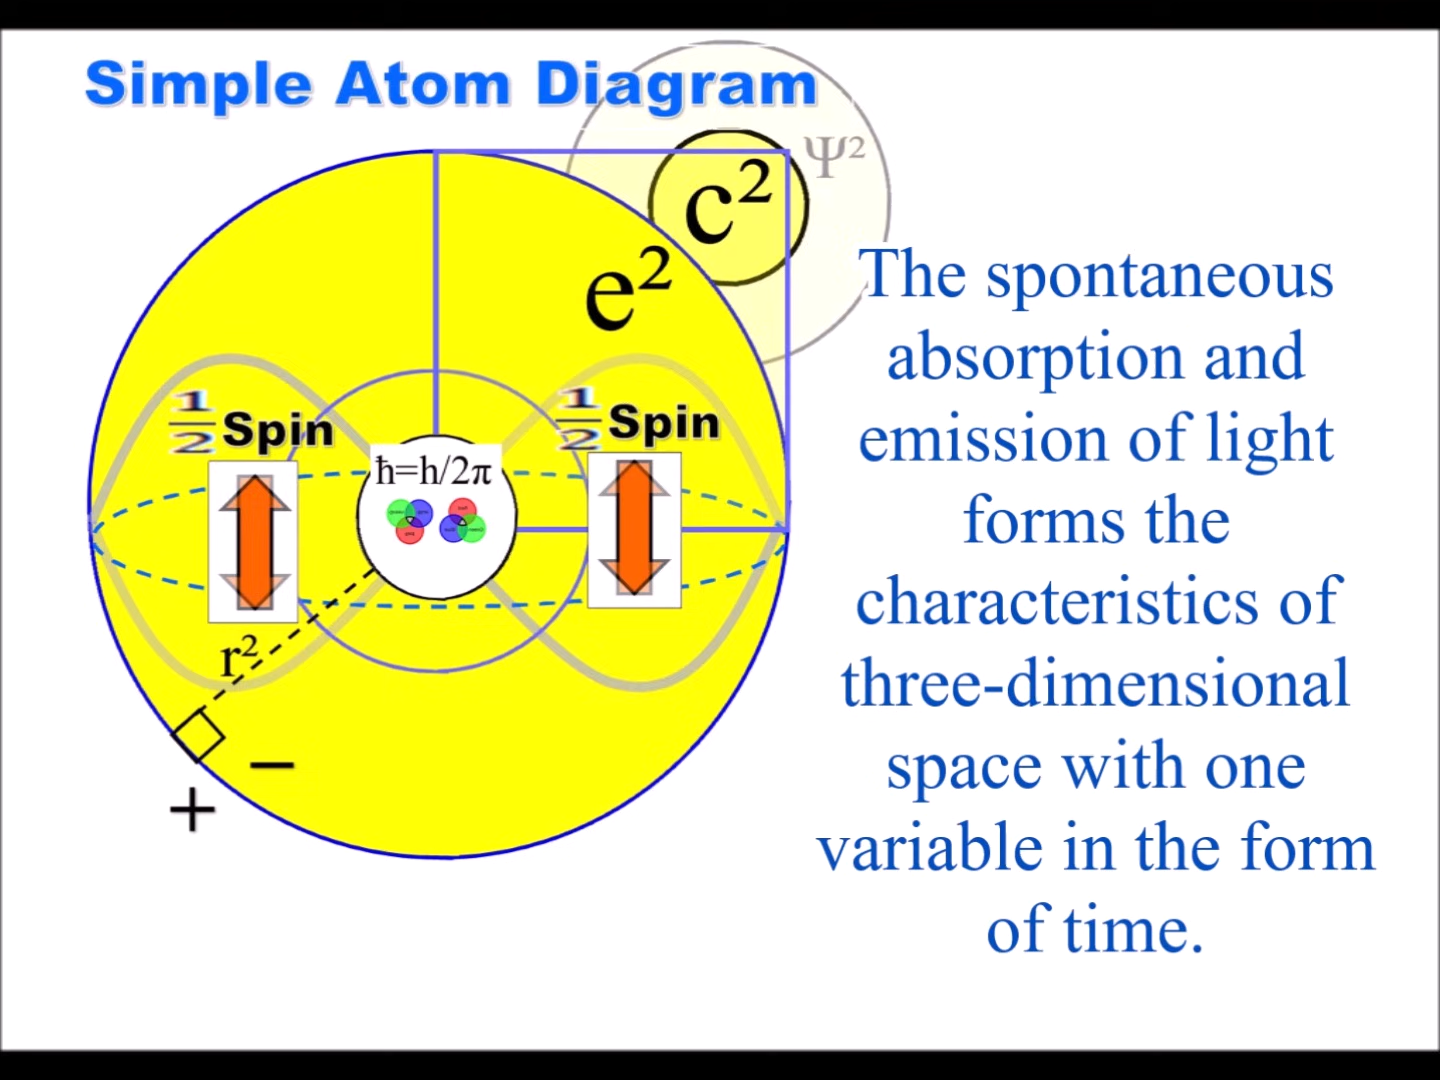 Simple Atom Diagram
Ψ²
c²
e²
The spontaneous
absorption and
emission of light
forms the
characteristics of
three-dimensional
space with one
variable in the form
of time.
½ Spin
½ Spin
ħ=h/2π
r²
−
+